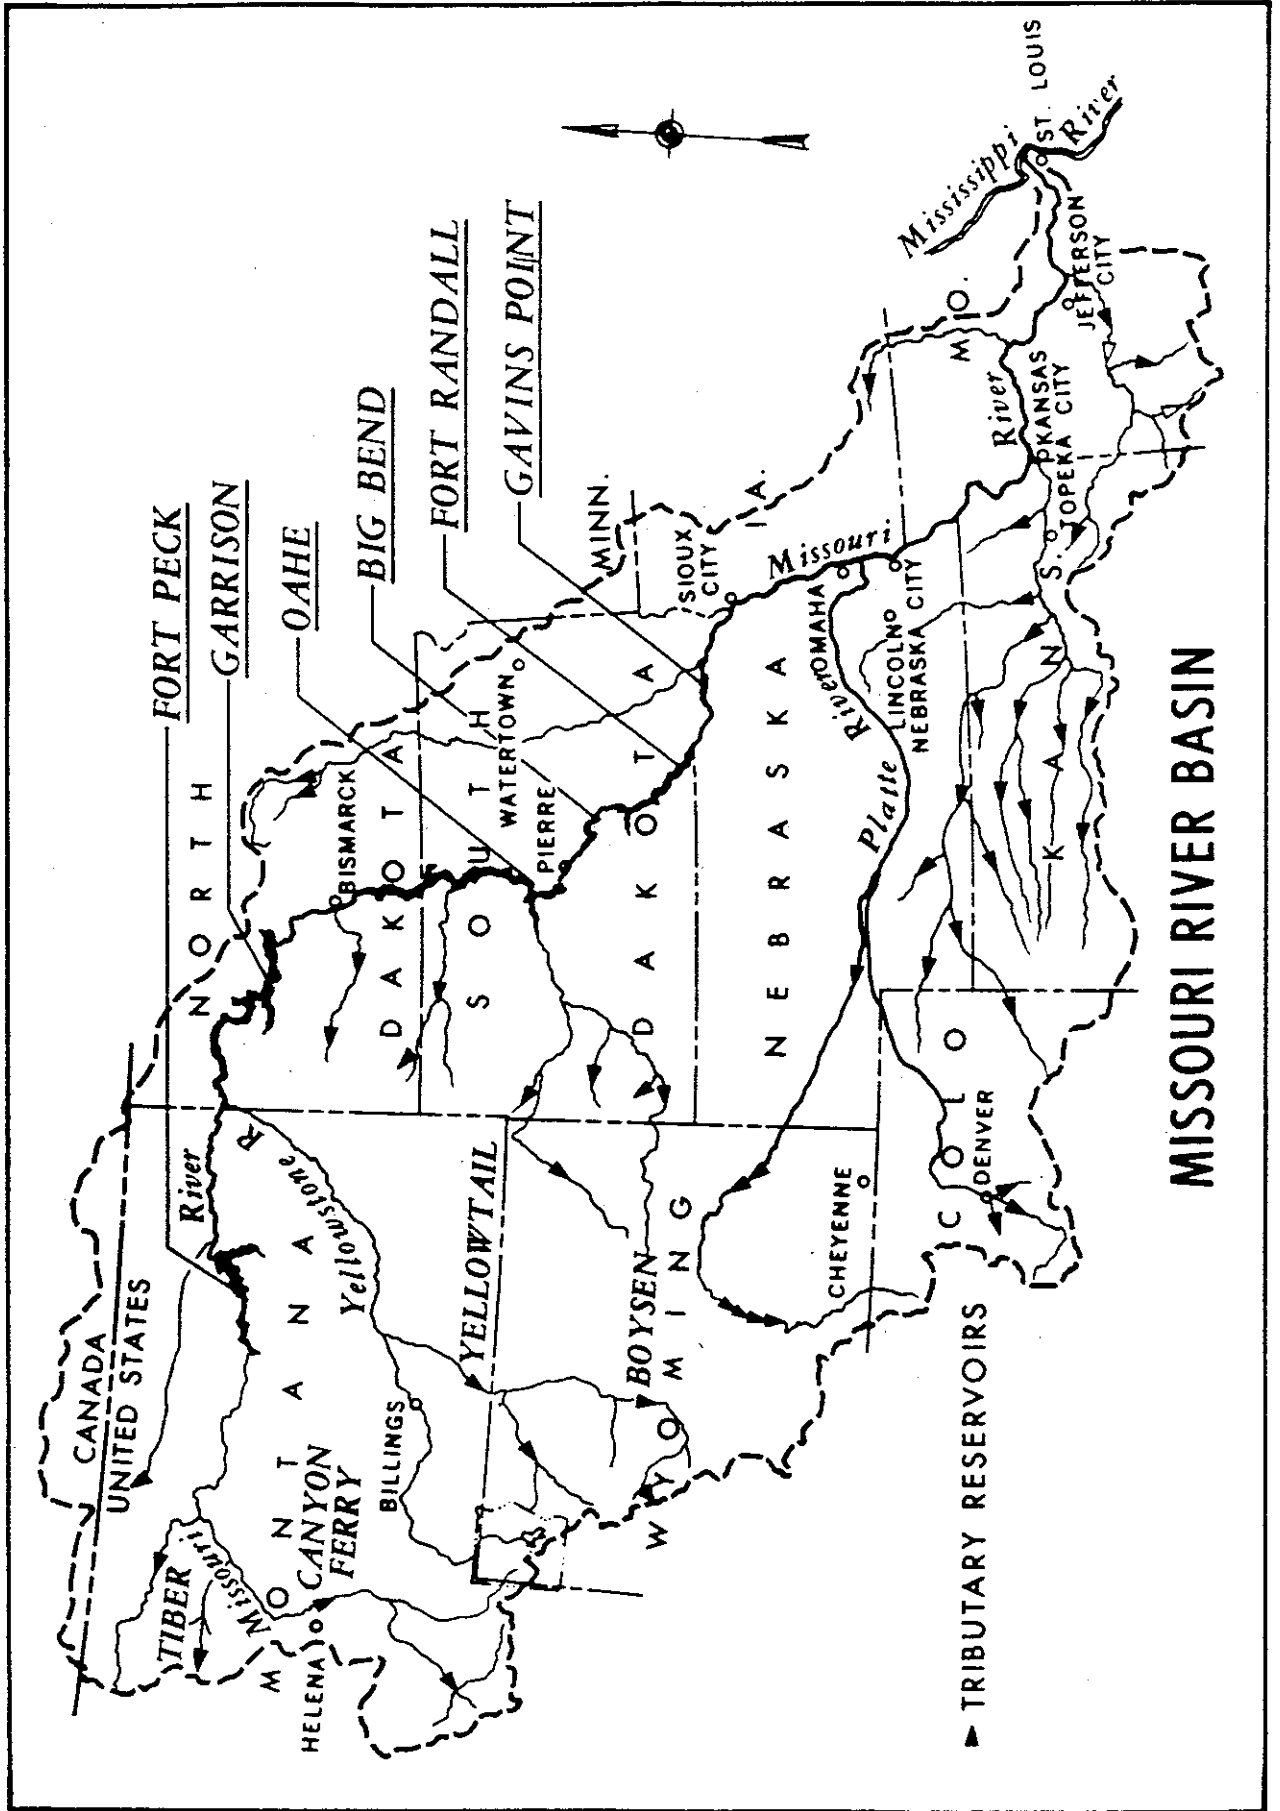 FORT PECK
GARRISON
OAHE
BIG BEND
FORT RANDALL
GAVINS POINT
CANADA
UNITED STATES
River
NORTH
DAKOTA
BISMARCK
TIBER
Missouri
MONTANA
HELENA
CANYON
FERRY
BILLINGS
Yellowstone
R
YELLOWTAIL
SOUTH
DAKOTA
WATERTOWN
PIERRE
MINN.
SIOUX
CITY
IA.
BOYSEN
WYOMING
CHEYENNE
NEBRASKA
Platte
River
OMAHA
LINCOLN
NEBRASKA CITY
Missouri
River
COLO
DENVER
KANS.
TOPEKA
KANSAS
CITY
MO.
JEFFERSON
CITY
Mississippi
River
ST. LOUIS
TRIBUTARY RESERVOIRS
MISSOURI RIVER BASIN